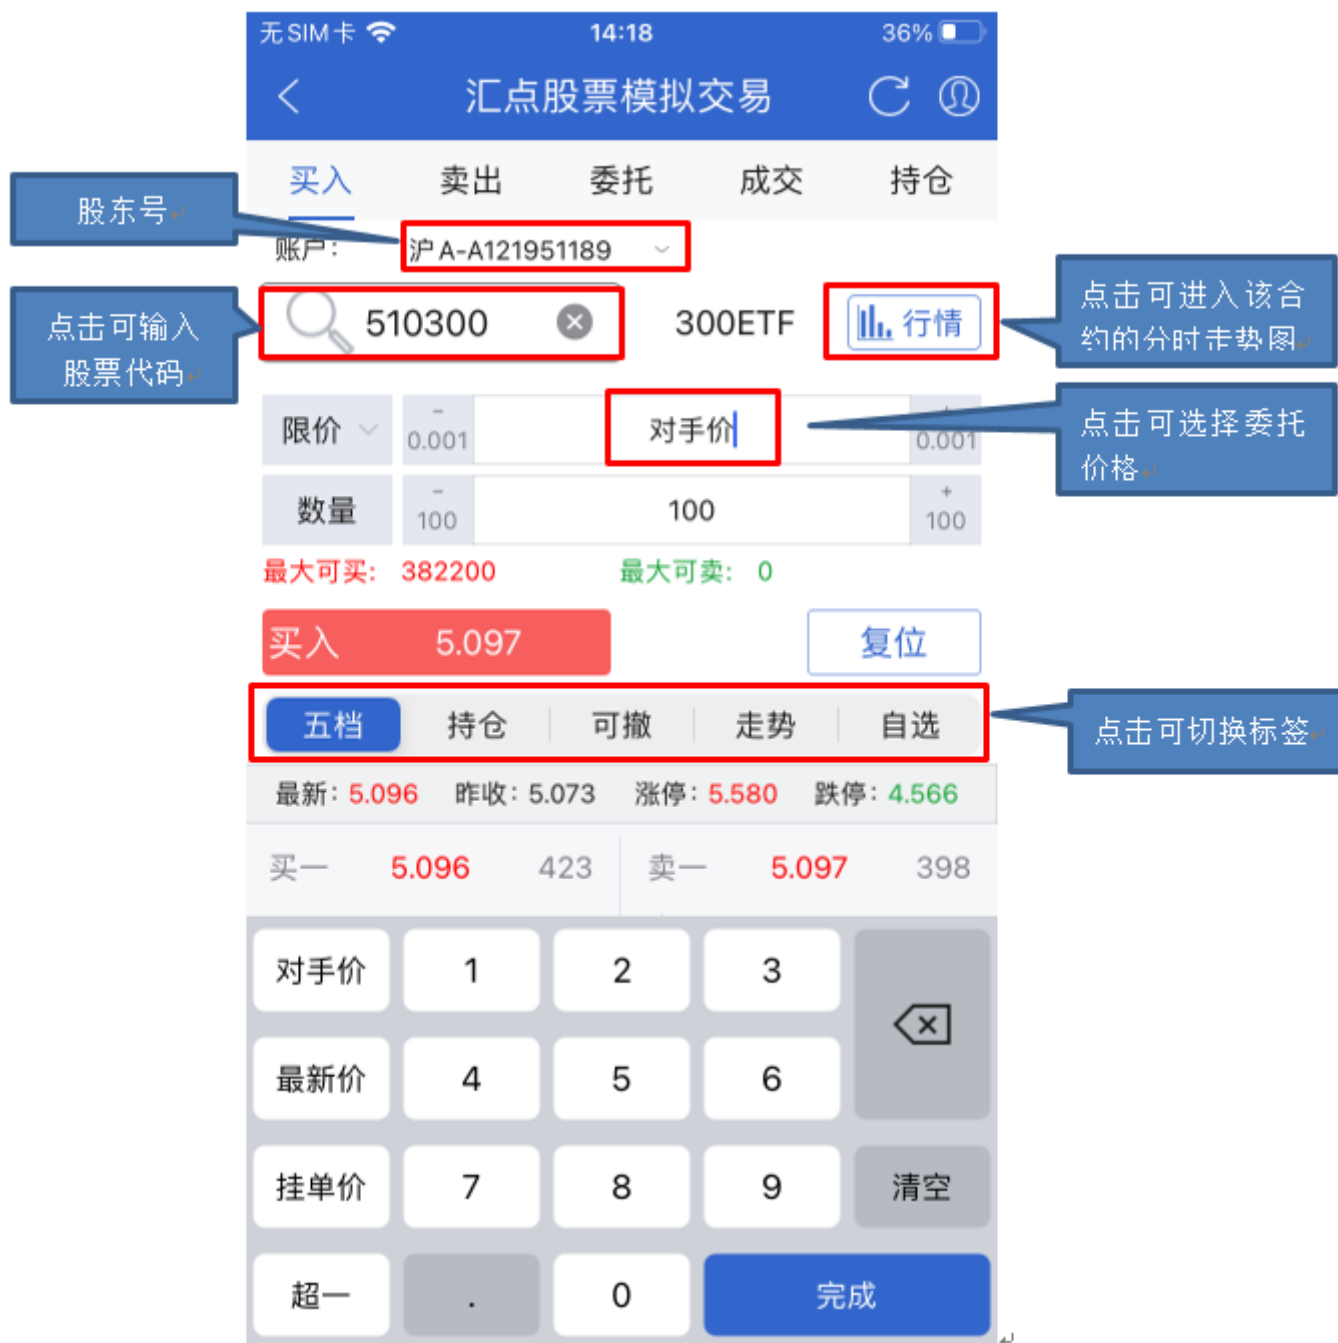 无SIM卡 14:18 36%
汇点股票模拟交易
买入 卖出 委托 成交 持仓
股东号
账户: 沪A-A121951189
点击可输入
股票代码
510300 300ETF 行情
点击可进入该合
约的分时走势图
限价 - 0.001 对手价 + 0.001
点击可选择委托
价格
数量 - 100 100 + 100
最大可买: 382200 最大可卖: 0
买入 5.097 复位
五档 持仓 可撤 走势 自选
点击可切换标签
最新: 5.096 昨收: 5.073 涨停: 5.580 跌停: 4.566
买一 5.096 423 卖一 5.097 398
对手价 1 2 3
最新价 4 5 6
挂单价 7 8 9 清空
超一 . 0 完成